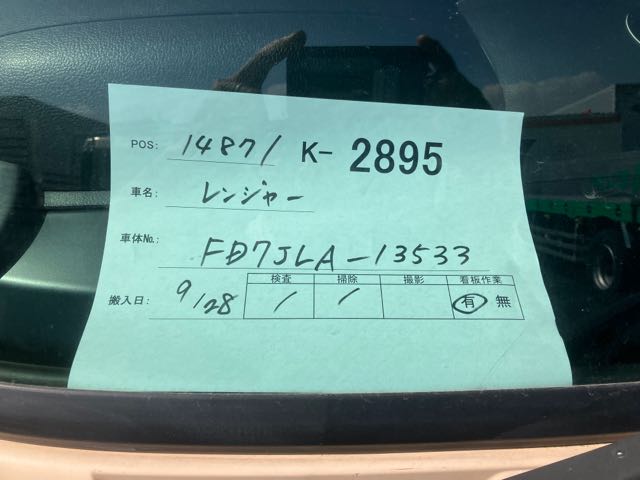 POS: 14871 K- 2895
車名: レンジャー
車体No.: FD7JLA-13533
検査 掃除 撮影 看板作業
搬入日: 9/28 / / 有 無